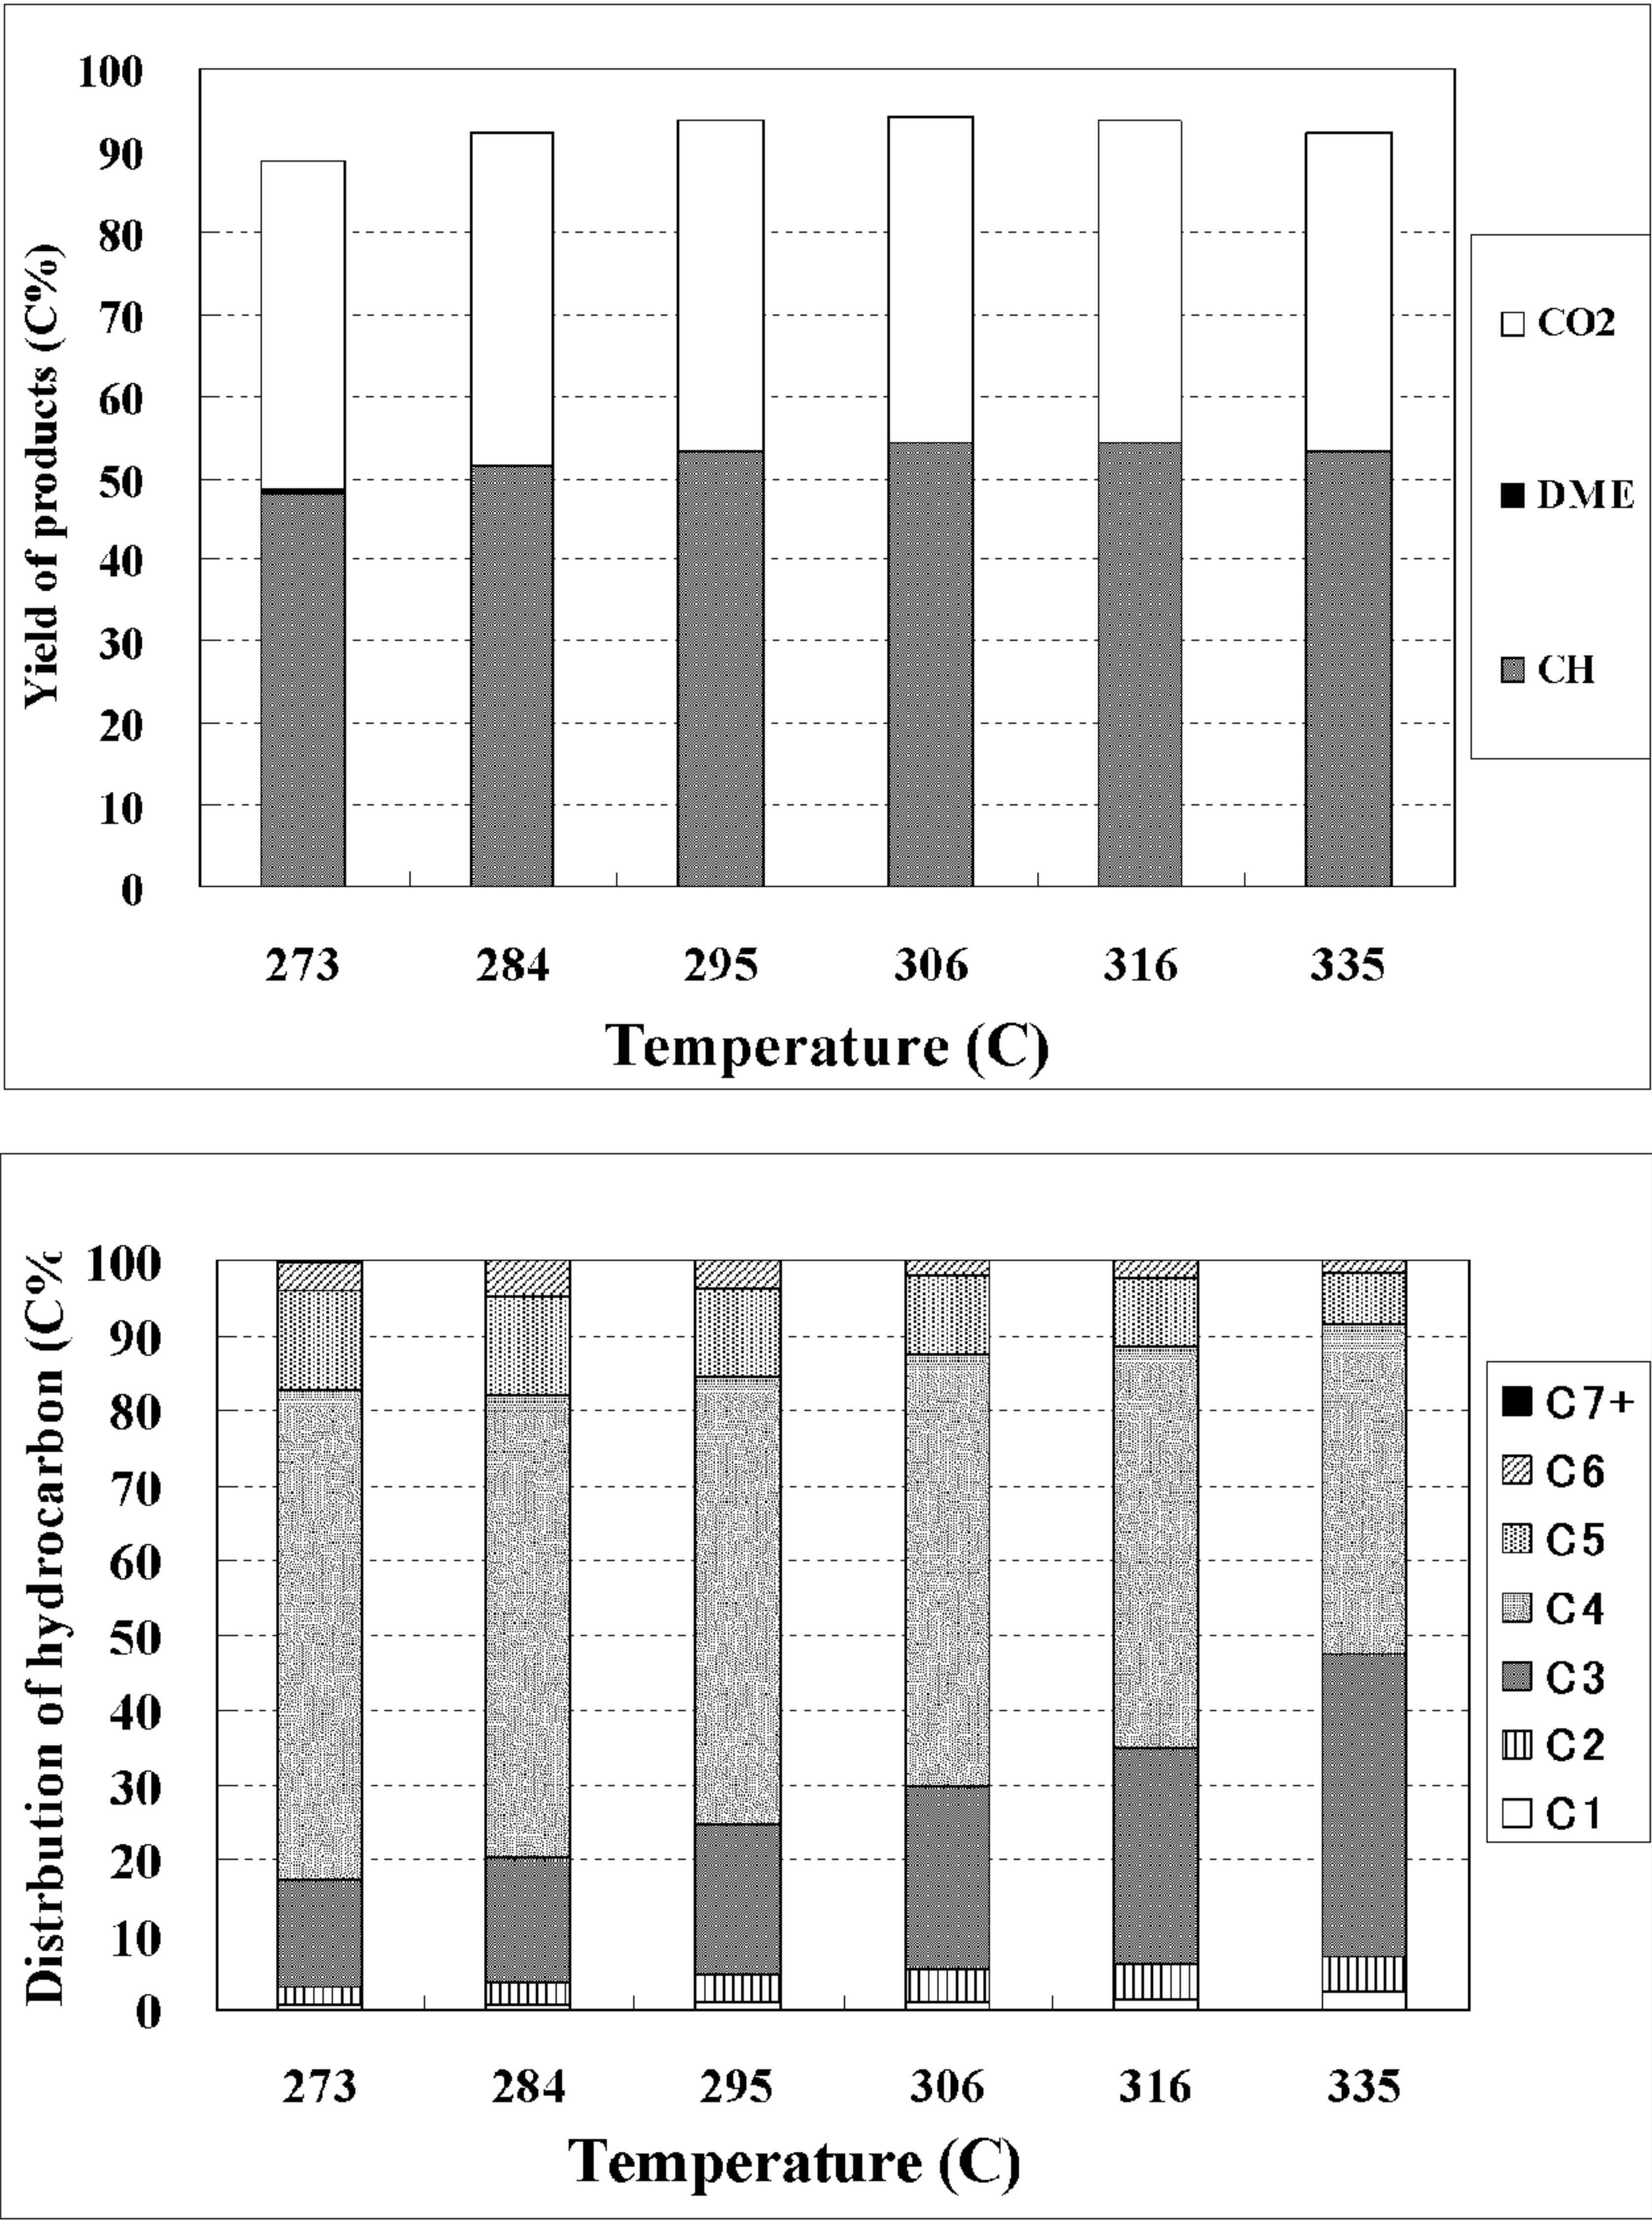 100
90
80
70
60
50
40
30
20
10
0
Yield of products (C%)
CO2
DME
CH
273 284 295 306 316 335
Temperature (C)
100
90
80
70
60
50
40
30
20
10
0
Distrbution of hydrocarbon (C%
C7+
C6
C5
C4
C3
C2
C1
273 284 295 306 316 335
Temperature (C)